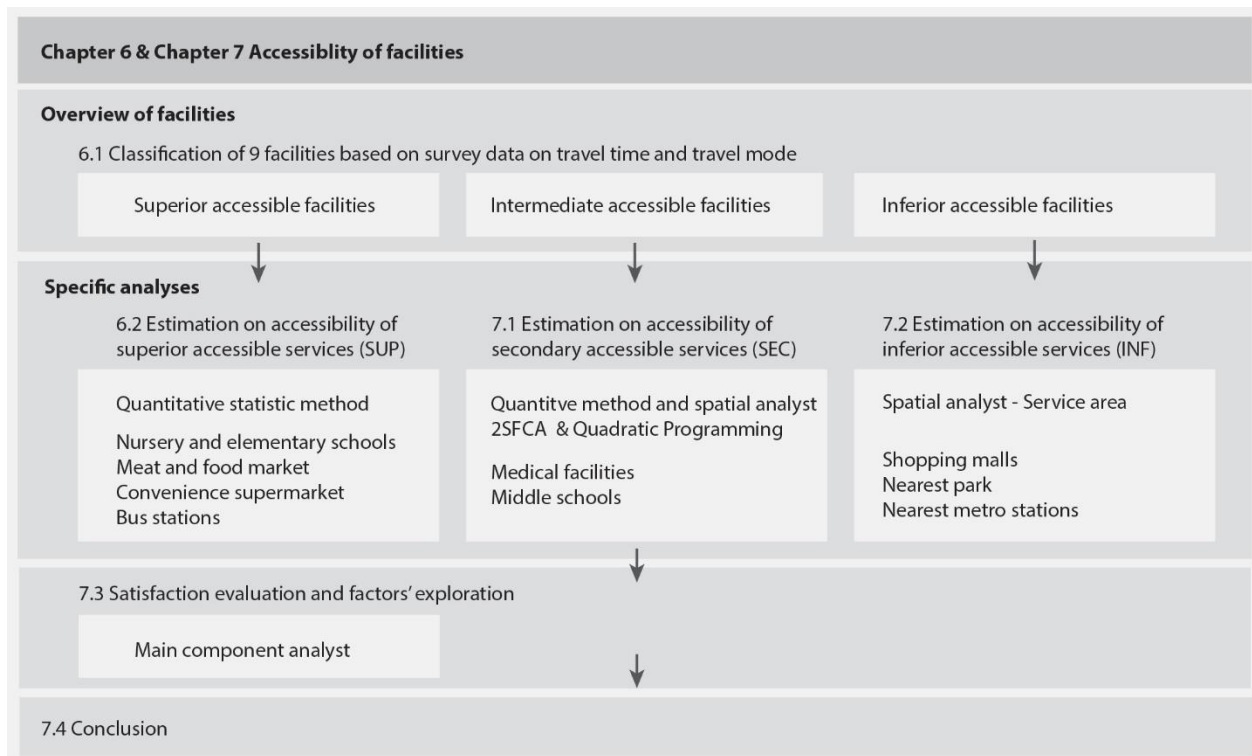 Chapter 6 & Chapter 7 Accessiblity of facilities
Overview of facilities
6.1 Classification of 9 facilities based on survey data on travel time and travel mode
Superior accessible facilities
Intermediate accessible facilities
Inferior accessible facilities
Specific analyses
6.2 Estimation on accessibility of
superior accessible services (SUP)
Quantitative statistic method
Nursery and elementary schools
Meat and food market
Convenience supermarket
Bus stations
7.1 Estimation on accessibility of
secondary accessible services (SEC)
Quantitve method and spatial analyst
2SFCA & Quadratic Programming
Medical facilities
Middle schools
7.2 Estimation on accessibility of
inferior accessible services (INF)
Spatial analyst - Service area
Shopping malls
Nearest park
Nearest metro stations
7.3 Satisfaction evaluation and factors’ exploration
Main component analyst
7.4 Conclusion